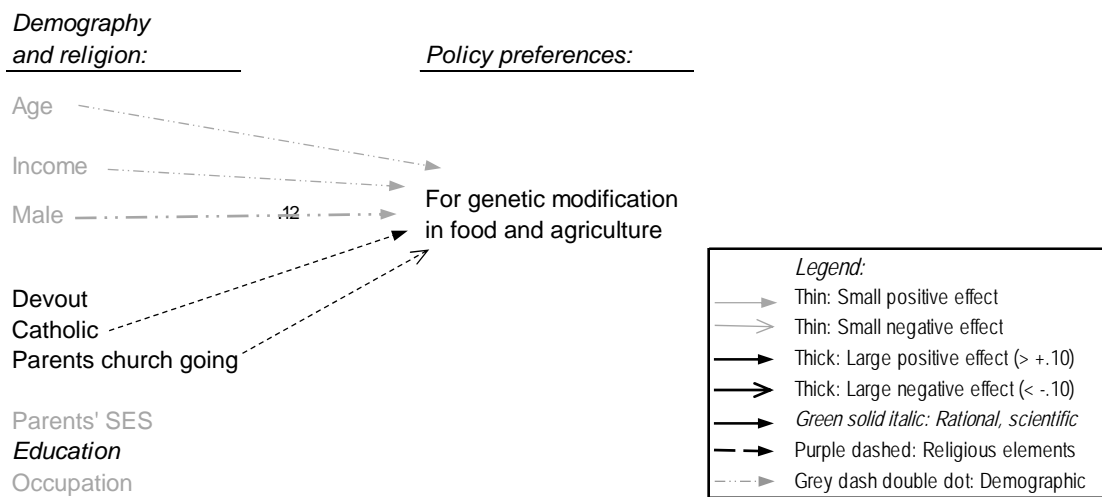 Demography
and religion:
Policy preferences:
Age
Income
Male
.12
For genetic modification
in food and agriculture
Devout
Catholic
Parents church going
Parents' SES
Education
Occupation
Legend:
Thin: Small positive effect
Thin: Small negative effect
Thick: Large positive effect (> +.10)
Thick: Large negative effect (< -.10)
Green solid italic: Rational, scientific
Purple dashed: Religious elements
Grey dash double dot: Demographic